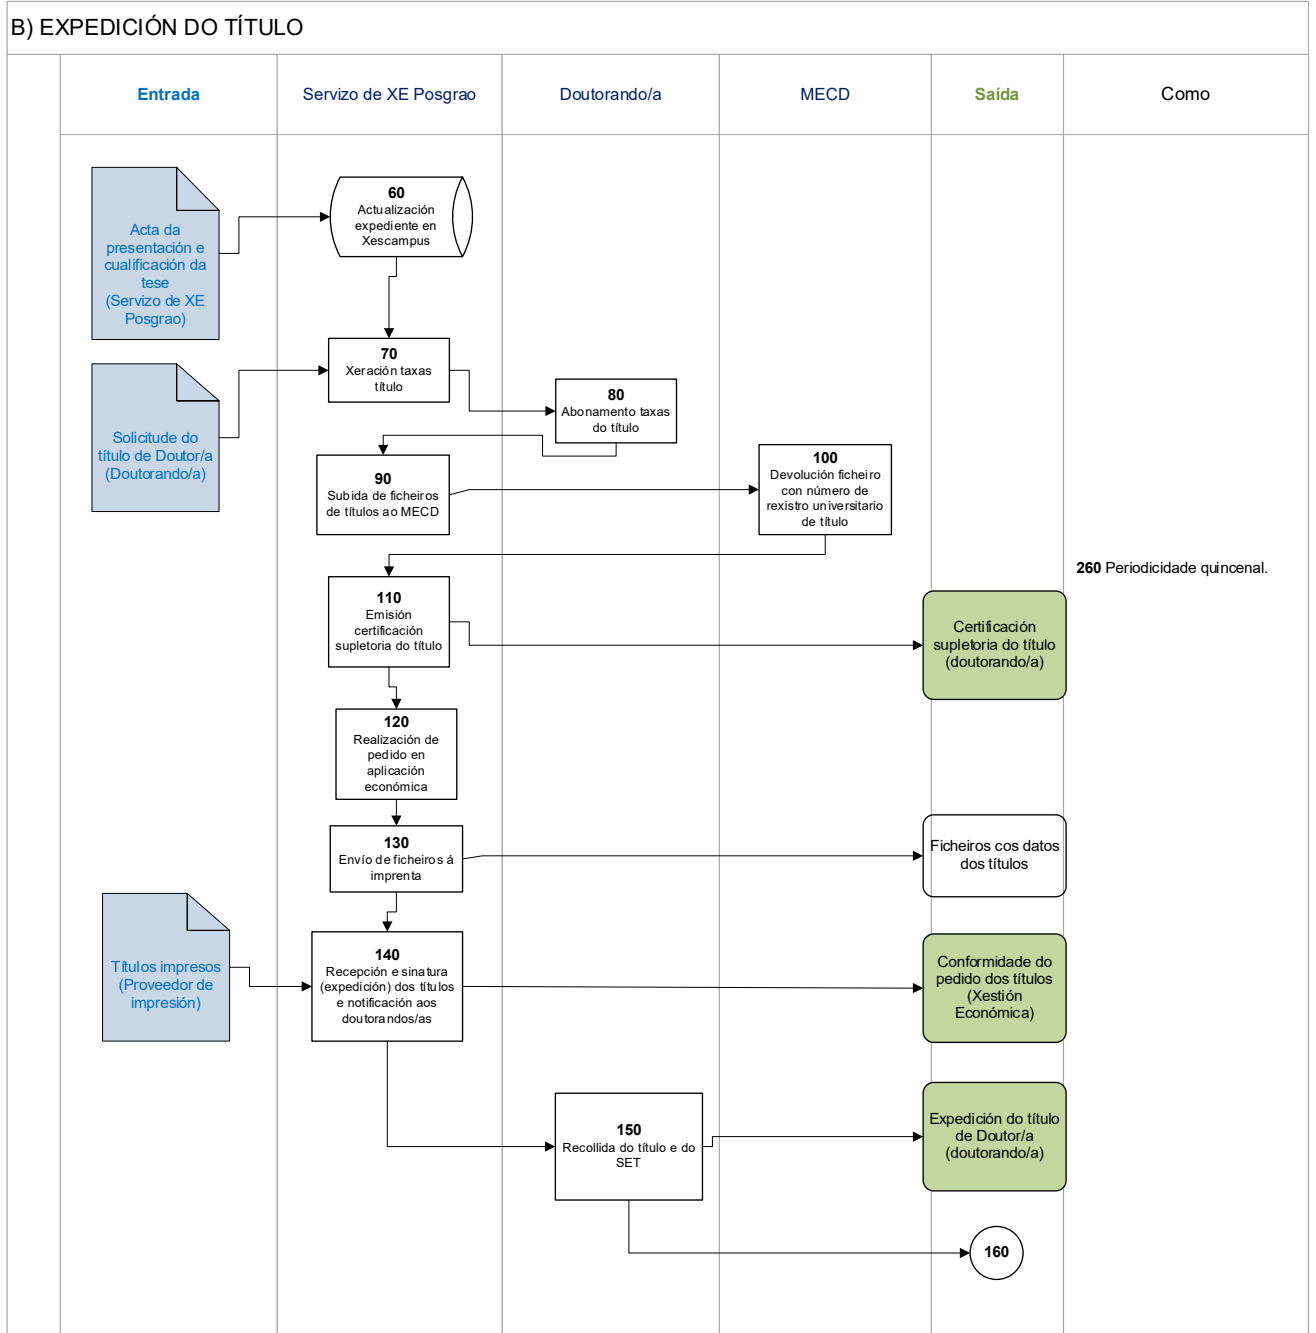 B) EXPEDICIÓN DO TÍTULO
Entrada
Servizo de XE Posgrao
Doutorando/a
MECD
Saída
Como
Acta da
presentación e
cualificación da
tese
(Servizo de XE
Posgrao)
60
Actualización
expediente en
Xescampus
70
Xeración taxas
título
Solicitude do
título de Doutor/a
(Doutorando/a)
80
Abonamento taxas
do título
90
Subida de ficheiros
de títulos ao MECD
100
Devolución ficheiro
con número de
rexistro universitario
de título
260 Periodicidade quincenal.
110
Emisión
certificación
supletoria do título
Certificación
supletoria do título
(doutorando/a)
120
Realización de
pedido en
aplicación
económica
130
Envío de ficheiros á
imprenta
Ficheiros cos datos
dos títulos
Títulos impresos
(Proveedor de
impresión)
140
Recepción e sinatura
(expedición) dos títulos
e notificación aos
doutorandos/as
Conformidade do
pedido dos títulos
(Xestión
Económica)
150
Recollida do título e do
SET
Expedición do título
de Doutor/a
(doutorando/a)
160